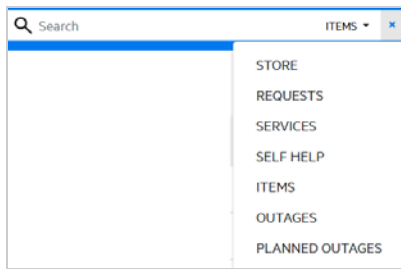 Search ITEMS
STORE
REQUESTS
SERVICES
SELF HELP
ITEMS
OUTAGES
PLANNED OUTAGES